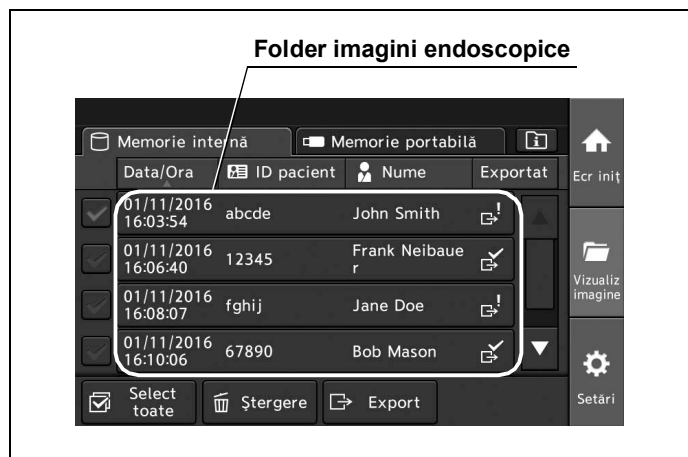 Folder imagini endoscopice
Memorie internă
Memorie portabilă
Data/Ora
ID pacient
Nume
Exportat
Ecr iniț
01/11/2016
16:03:54
abcde
John Smith
01/11/2016
16:06:40
12345
Frank Neibaue
r
01/11/2016
16:08:07
fghij
Jane Doe
Vizualiz
imagine
01/11/2016
16:10:06
67890
Bob Mason
Select
toate
Ștergere
Export
Setări